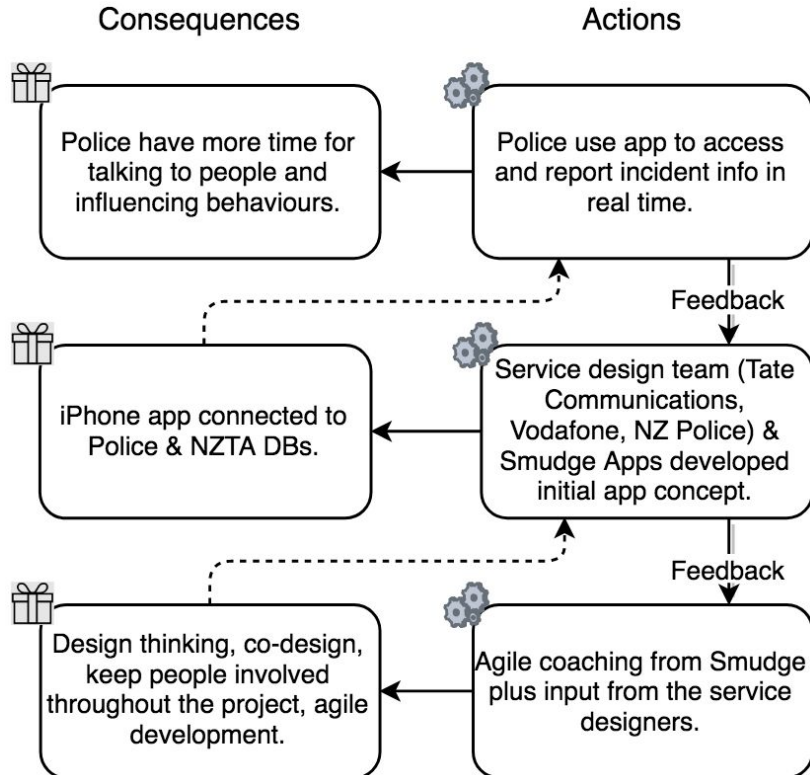 Consequences
Actions
Police have more time for
talking to people and
influencing behaviours.
Police use app to access
and report incident info in
real time.
Feedback
iPhone app connected to
Police & NZTA DBs.
Service design team (Tate
Communications,
Vodafone, NZ Police) &
Smudge Apps developed
initial app concept.
Feedback
Design thinking, co-design,
keep people involved
throughout the project, agile
development.
Agile coaching from Smudge
plus input from the service
designers.